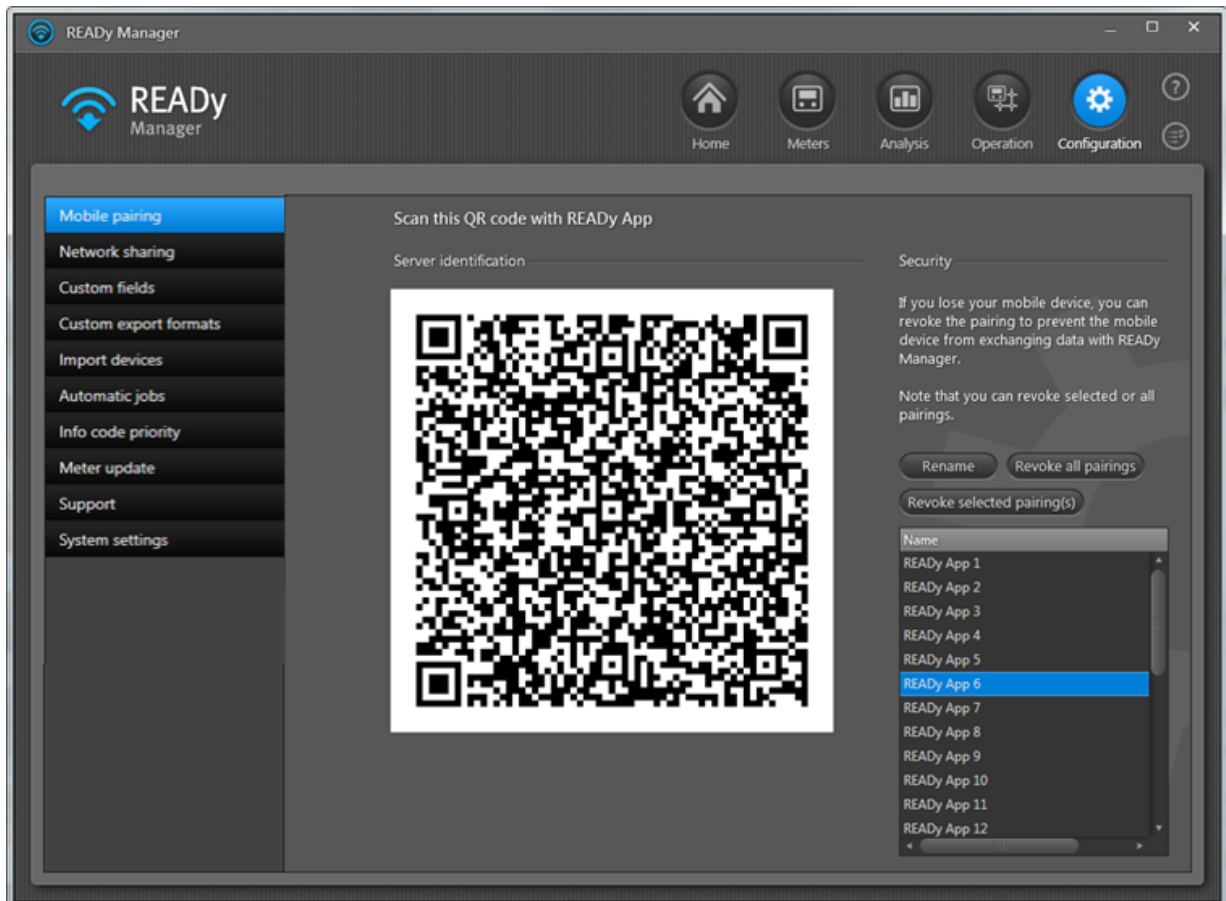 READy Manager
READy
Manager
Home
Meters
Analysis
Operation
Configuration
?
Mobile pairing
Network sharing
Custom fields
Custom export formats
Import devices
Automatic jobs
Info code priority
Meter update
Support
System settings
Scan this QR code with READy App
Server identification
Security
If you lose your mobile device, you can
revoke the pairing to prevent the mobile
device from exchanging data with READy
Manager.
Note that you can revoke selected or all
pairings.
Rename
Revoke all pairings
Revoke selected pairing(s)
Name
READy App 1
READy App 2
READy App 3
READy App 4
READy App 5
READy App 6
READy App 7
READy App 8
READy App 9
READy App 10
READy App 11
READy App 12